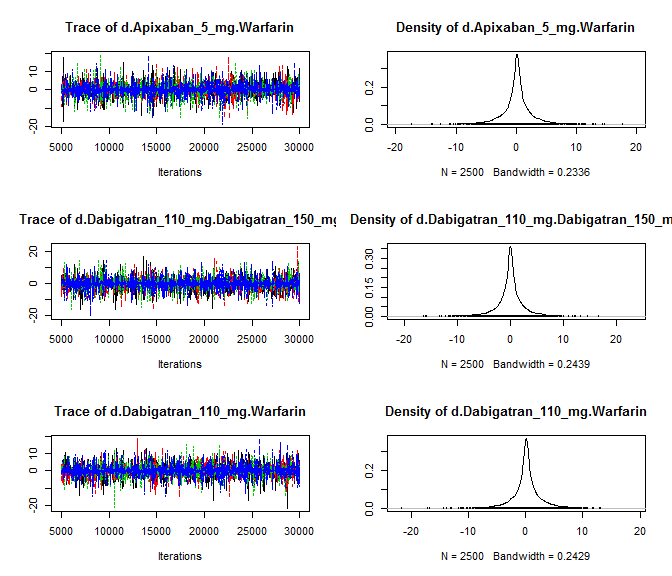 Trace of d.Apixaban_5_mg.Warfarin
10
0
-20
5000 10000 15000 20000 25000 30000
Iterations
Density of d.Apixaban_5_mg.Warfarin
0.2
0.0
-20 -10 0 10 20
N = 2500 Bandwidth = 0.2336
Trace of d.Dabigatran_110_mg.Dabigatran_150_mg
20
0
-20
5000 10000 15000 20000 25000 30000
Iterations
Density of d.Dabigatran_110_mg.Dabigatran_150_m
0.30
0.15
0.00
-20 -10 0 10 20
N = 2500 Bandwidth = 0.2439
Trace of d.Dabigatran_110_mg.Warfarin
10
0
-20
5000 10000 15000 20000 25000 30000
Iterations
Density of d.Dabigatran_110_mg.Warfarin
0.2
0.0
-20 -10 0 10 20
N = 2500 Bandwidth = 0.2429